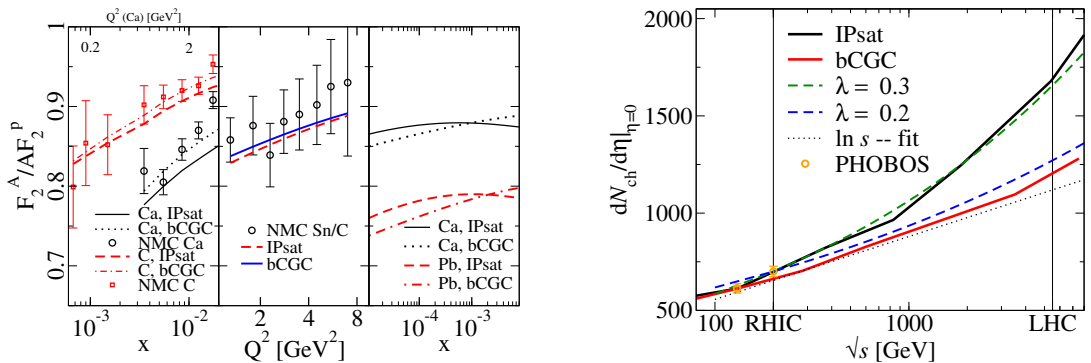 Q² (Ca) [GeV²]
0.2
2
1
0.9
0.8
0.7
F₂ᴬ/AF₂ᵖ
Ca, IPsat
Ca, bCGC
NMC Ca
C, IPsat
C, bCGC
NMC C
10⁻³
10⁻²
x
NMC Sn/C
IPsat
bCGC
2
4
6
8
Q² [GeV²]
Ca, IPsat
Ca, bCGC
Pb, IPsat
Pb, bCGC
10⁻⁴
10⁻³
x
2000
1500
1000
500
dN_ch/dη|_η=0
IPsat
bCGC
λ = 0.3
λ = 0.2
ln s -- fit
PHOBOS
100
RHIC
1000
LHC
√s [GeV]